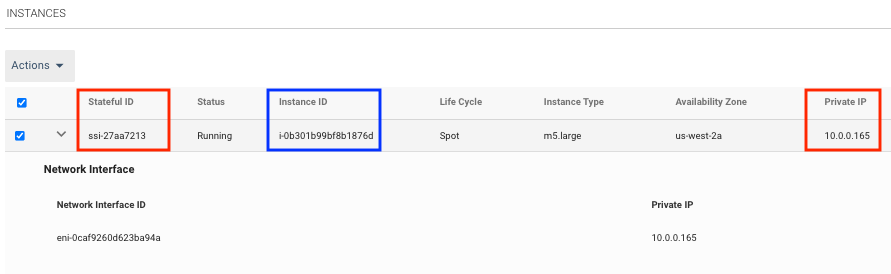 INSTANCES
Actions
Stateful ID Status Instance ID Life Cycle Instance Type Availability Zone Private IP
ssi-27aa7213 Running i-0b301b99bf8b1876d Spot m5.large us-west-2a 10.0.0.165
Network Interface
Network Interface ID Private IP
eni-0caf9260d623ba94a 10.0.0.165